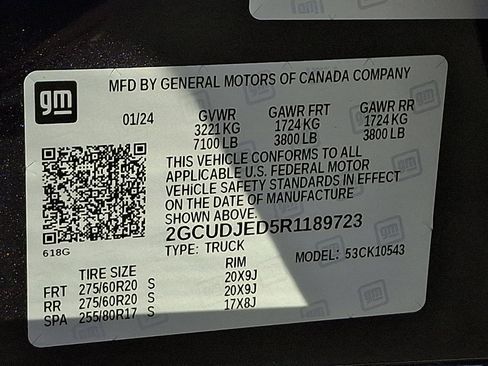 gm
MFD BY GENERAL MOTORS OF CANADA COMPANY
01/24 GVWR GAWR FRT GAWR RR
3221 KG 1724 KG 1724 KG
7100 LB 3800 LB 3800 LB
THIS VEHICLE CONFORMS TO ALL
APPLICABLE U.S. FEDERAL MOTOR
VEHICLE SAFETY STANDARDS IN EFFECT
ON THE DATE OF MANUFACTURE
SHOWN ABOVE.
2GCUDJED5R1189723
618G TYPE: TRUCK MODEL: 53CK10543
TIRE SIZE RIM
FRT 275/60R20 S 20X9J
RR 275/60R20 S 20X9J
SPA 255/80R17 S 17X8J